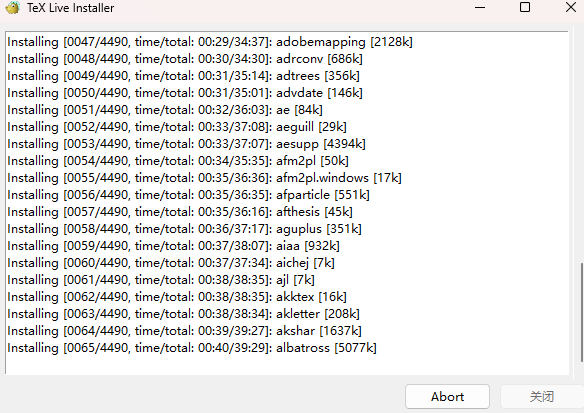 TeX Live Installer
Installing [0047/4490, time/total: 00:29/34:37]: adobemapping [2128k]
Installing [0048/4490, time/total: 00:30/34:30]: adrconv [686k]
Installing [0049/4490, time/total: 00:31/35:14]: adtrees [356k]
Installing [0050/4490, time/total: 00:31/35:01]: advdate [146k]
Installing [0051/4490, time/total: 00:32/36:03]: ae [84k]
Installing [0052/4490, time/total: 00:33/37:08]: aeguill [29k]
Installing [0053/4490, time/total: 00:33/37:07]: aesupp [4394k]
Installing [0054/4490, time/total: 00:34/35:35]: afm2pl [50k]
Installing [0055/4490, time/total: 00:35/36:36]: afm2pl.windows [17k]
Installing [0056/4490, time/total: 00:35/36:35]: afparticle [551k]
Installing [0057/4490, time/total: 00:35/36:16]: afthesis [45k]
Installing [0058/4490, time/total: 00:36/37:17]: aguplus [351k]
Installing [0059/4490, time/total: 00:37/38:07]: aiaa [932k]
Installing [0060/4490, time/total: 00:37/37:34]: aichej [7k]
Installing [0061/4490, time/total: 00:38/38:35]: ajl [7k]
Installing [0062/4490, time/total: 00:38/38:35]: akktex [16k]
Installing [0063/4490, time/total: 00:38/38:34]: akletter [208k]
Installing [0064/4490, time/total: 00:39/39:27]: akshar [1637k]
Installing [0065/4490, time/total: 00:40/39:29]: albatross [5077k]
Abort
关闭